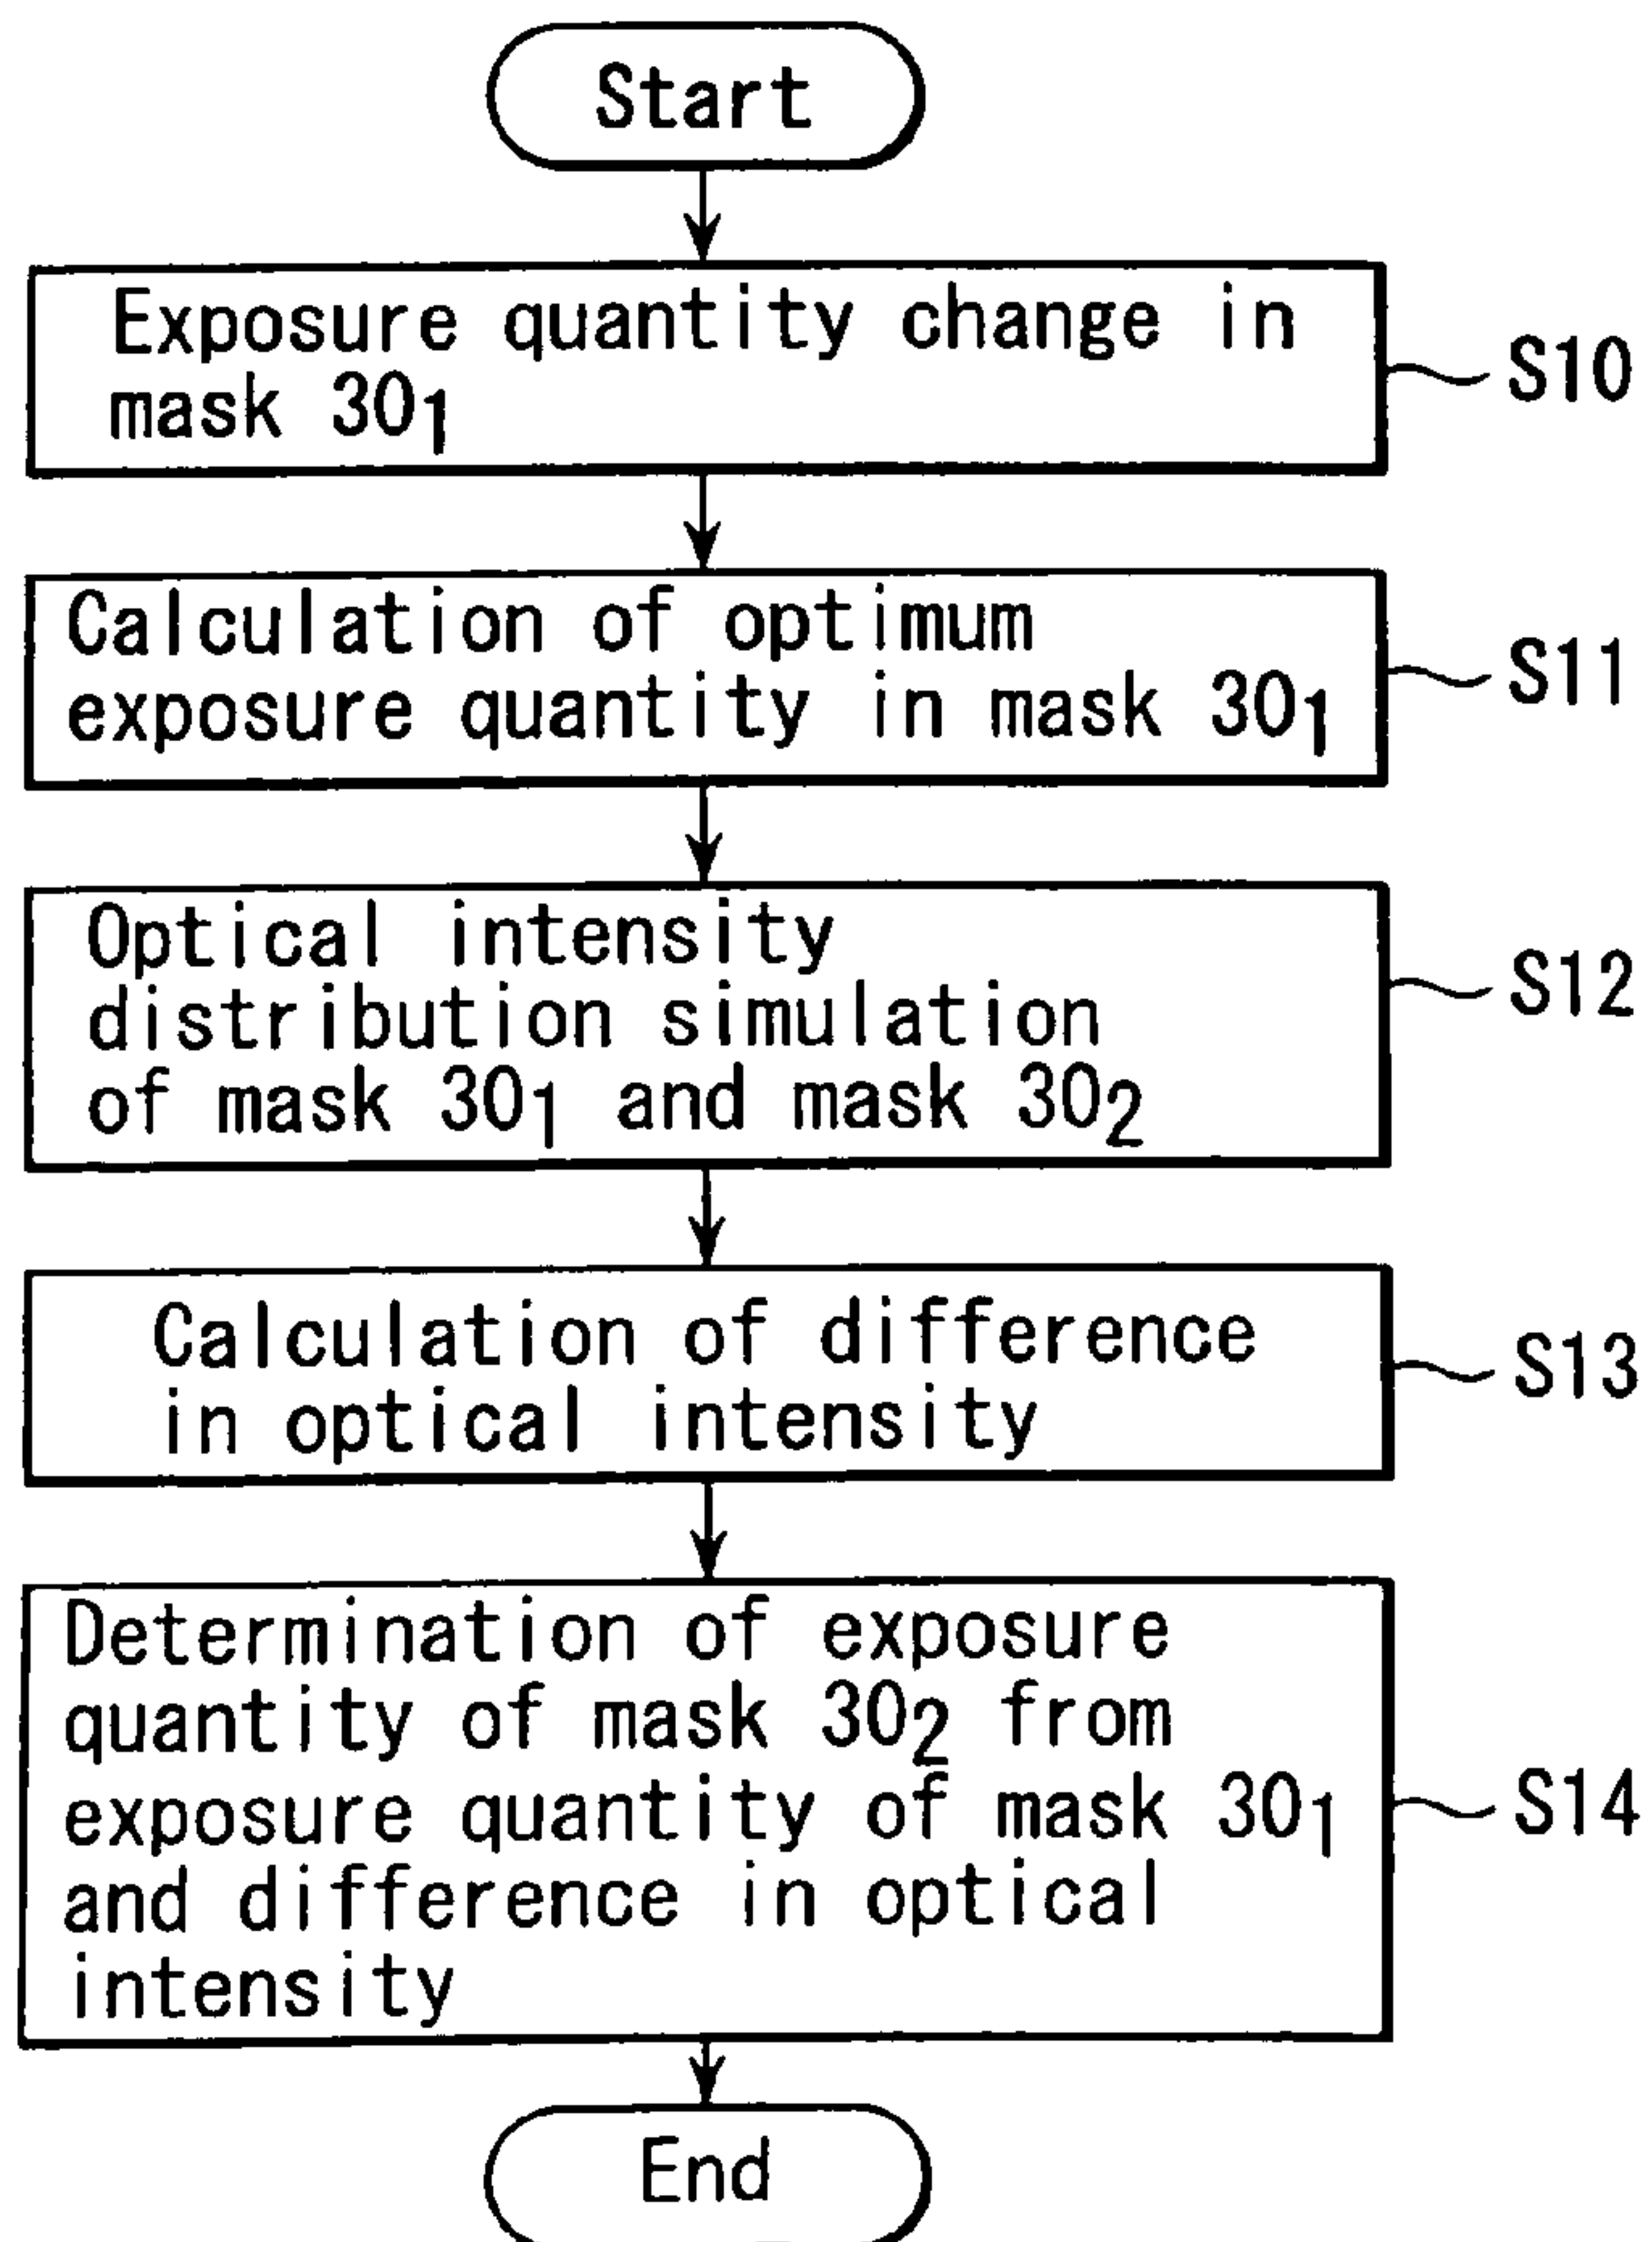 Start
Exposure quantity change in
mask 30₁
S10
Calculation of optimum
exposure quantity in mask 30₁
S11
Optical intensity
distribution simulation
of mask 30₁ and mask 30₂
S12
Calculation of difference
in optical intensity
S13
Determination of exposure
quantity of mask 30₂ from
exposure quantity of mask 30₁
and difference in optical
intensity
S14
End